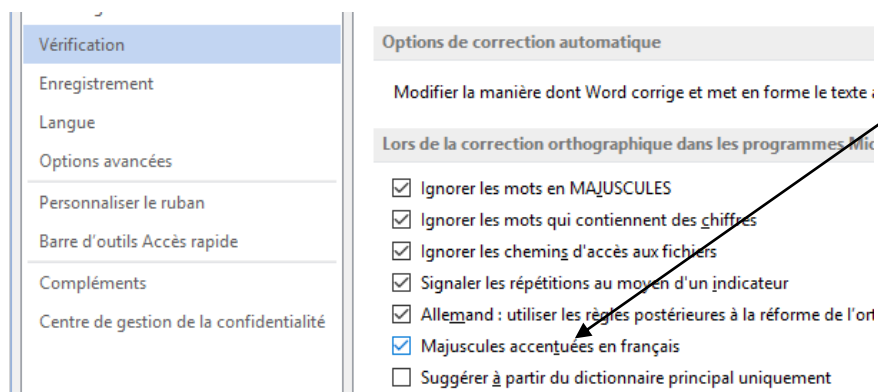 Vérification
Enregistrement
Langue
Options avancées
Personnaliser le ruban
Barre d'outils Accès rapide
Compléments
Centre de gestion de la confidentialité
Options de correction automatique
Modifier la manière dont Word corrige et met en forme le texte
Lors de la correction orthographique dans les programmes
Ignorer les mots en MAJUSCULES
Ignorer les mots qui contiennent des chiffres
Ignorer les chemins d'accès aux fichiers
Signaler les répétitions au moyen d'un indicateur
Allemand : utiliser les règles postérieures à la réforme de
Majuscules accentuées en français
Suggérer à partir du dictionnaire principal uniquement